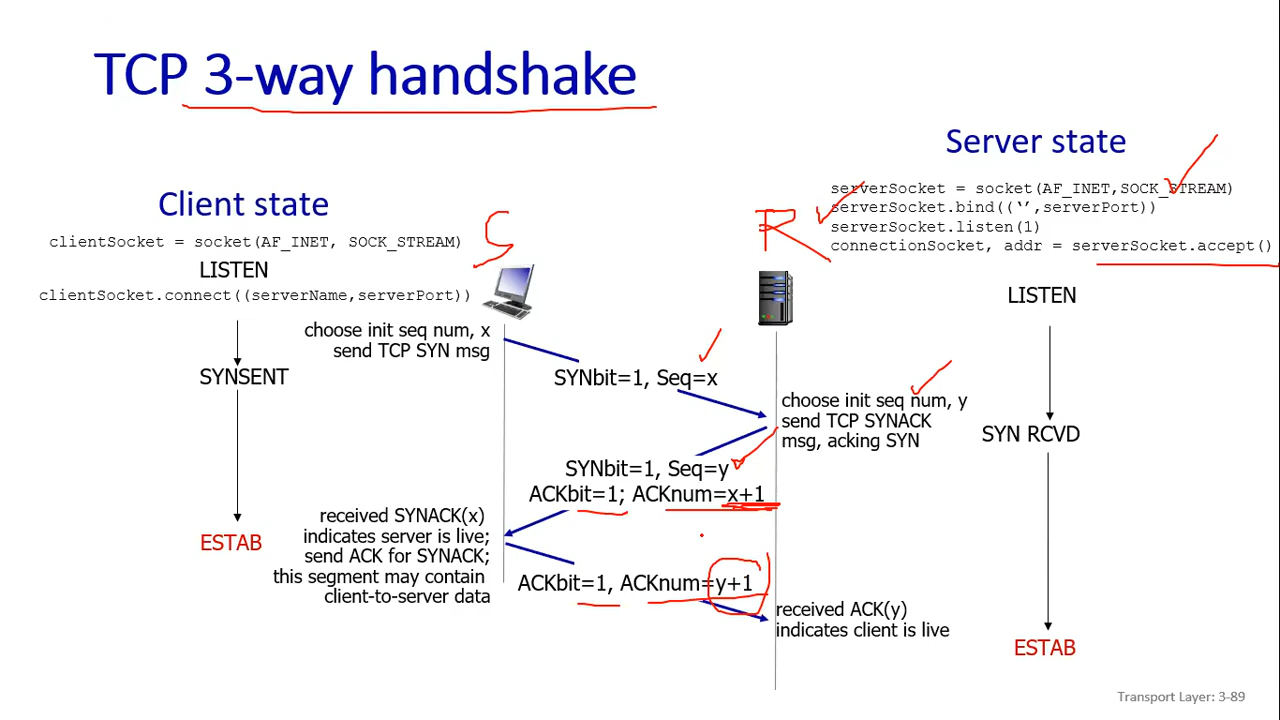 TCP 3-way handshake
Server state
serverSocket = socket(AF_INET,SOCK_STREAM)
serverSocket.bind((‘’,serverPort))
serverSocket.listen(1)
connectionSocket, addr = serverSocket.accept()
LISTEN
Client state
clientSocket = socket(AF_INET, SOCK_STREAM)
LISTEN
clientSocket.connect((serverName,serverPort))
S
R
choose init seq num, x
send TCP SYN msg
SYNSENT
SYNbit=1, Seq=x
choose init seq num, y
send TCP SYNACK
msg, acking SYN
SYN RCVD
SYNbit=1, Seq=y
ACKbit=1; ACKnum=x+1
received SYNACK(x)
indicates server is live;
send ACK for SYNACK;
this segment may contain
client-to-server data
ESTAB
ACKbit=1, ACKnum=y+1
received ACK(y)
indicates client is live
ESTAB
Transport Layer: 3-89